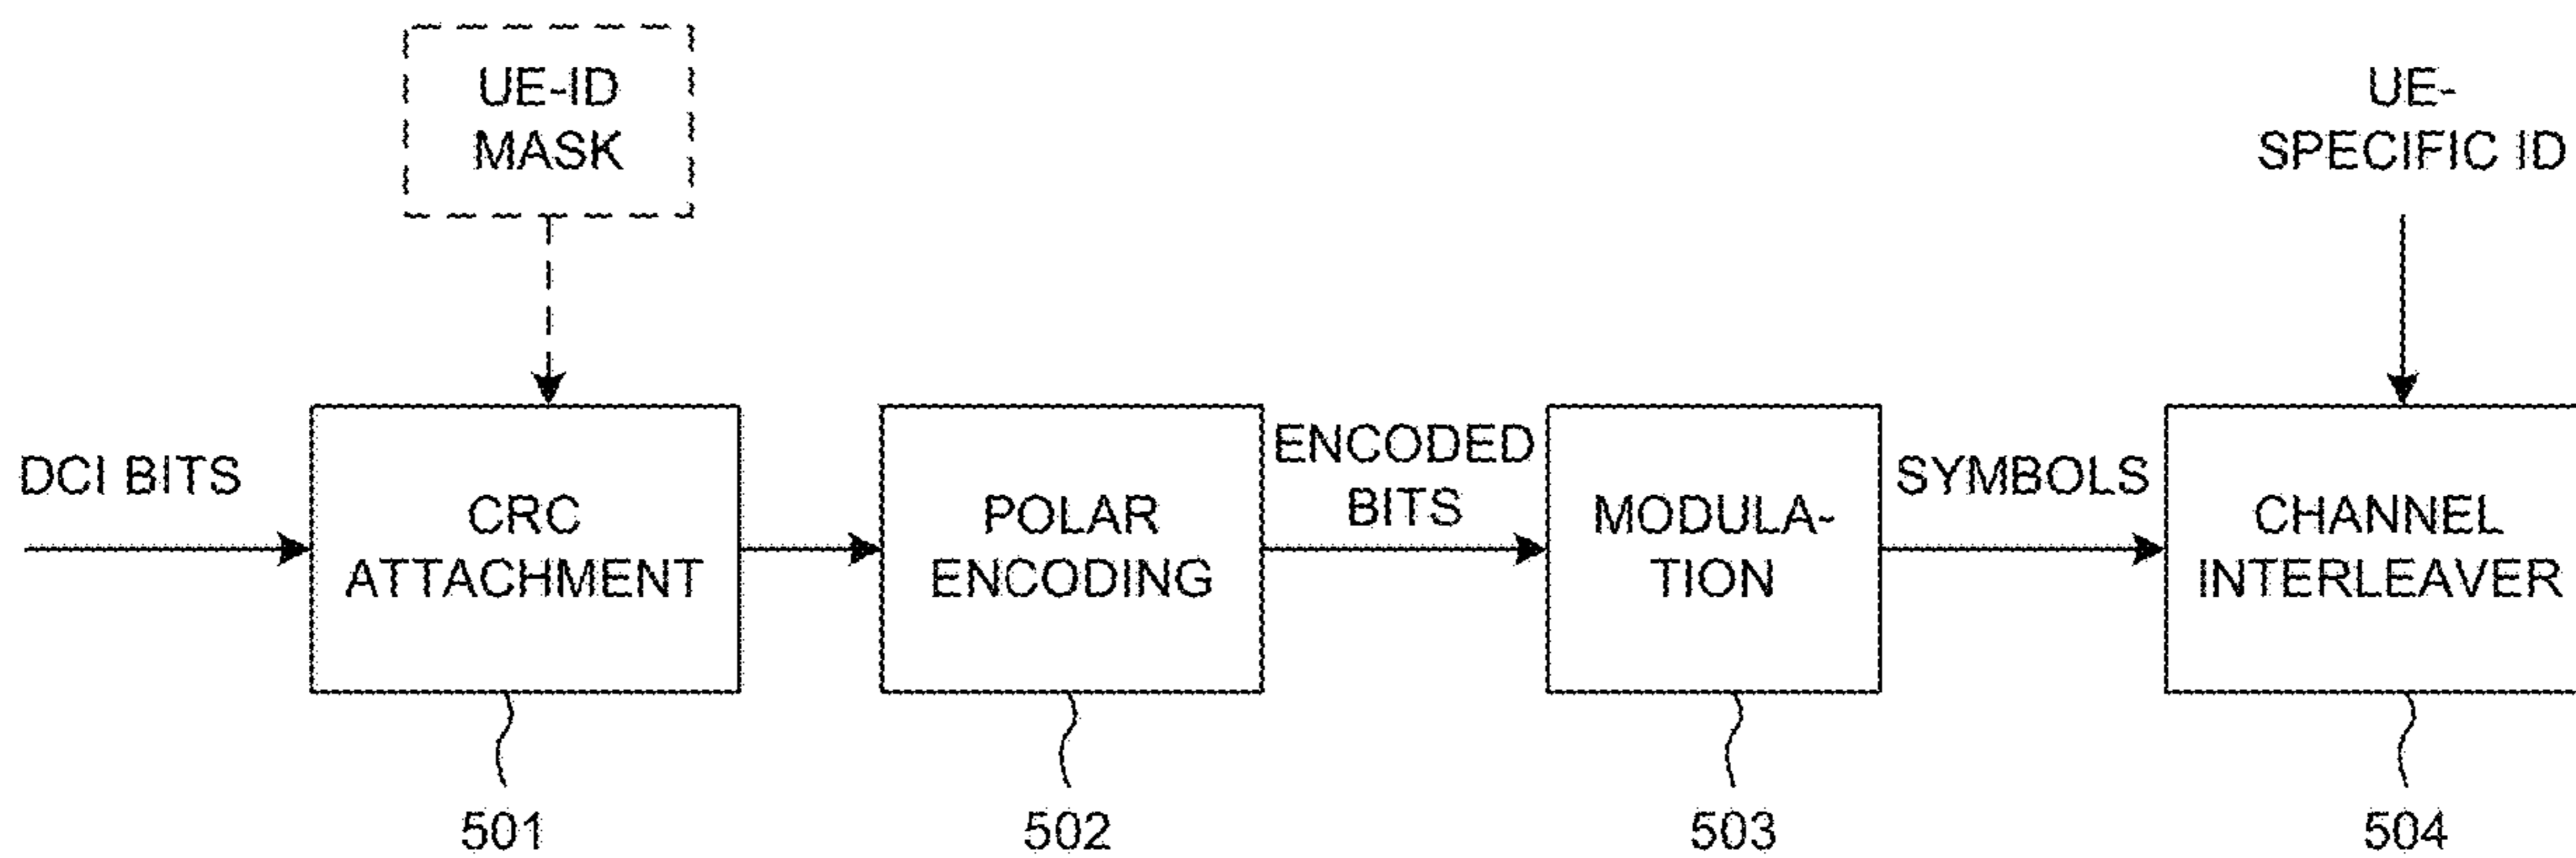 UE-ID
MASK
UE-
SPECIFIC ID
DCI BITS
CRC
ATTACHMENT
POLAR
ENCODING
ENCODED
BITS
MODULA-
TION
SYMBOLS
CHANNEL
INTERLEAVER
501
502
503
504